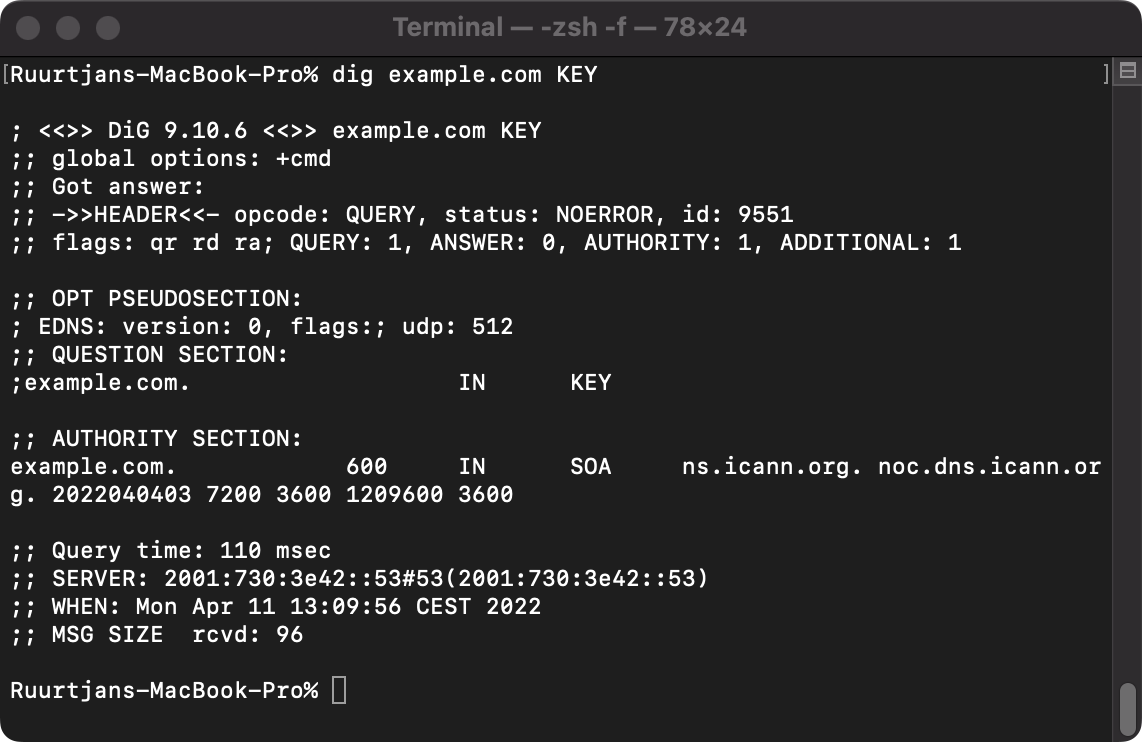 Terminal — -zsh -f — 78×24
[Ruurtjans-MacBook-Pro% dig example.com KEY ]
; <<>> DiG 9.10.6 <<>> example.com KEY
;; global options: +cmd
;; Got answer:
;; ->>HEADER<<- opcode: QUERY, status: NOERROR, id: 9551
;; flags: qr rd ra; QUERY: 1, ANSWER: 0, AUTHORITY: 1, ADDITIONAL: 1
;; OPT PSEUDOSECTION:
; EDNS: version: 0, flags:; udp: 512
;; QUESTION SECTION:
;example.com. IN KEY
;; AUTHORITY SECTION:
example.com. 600 IN SOA ns.icann.org. noc.dns.icann.or
g. 2022040403 7200 3600 1209600 3600
;; Query time: 110 msec
;; SERVER: 2001:730:3e42::53#53(2001:730:3e42::53)
;; WHEN: Mon Apr 11 13:09:56 CEST 2022
;; MSG SIZE  rcvd: 96
Ruurtjans-MacBook-Pro%